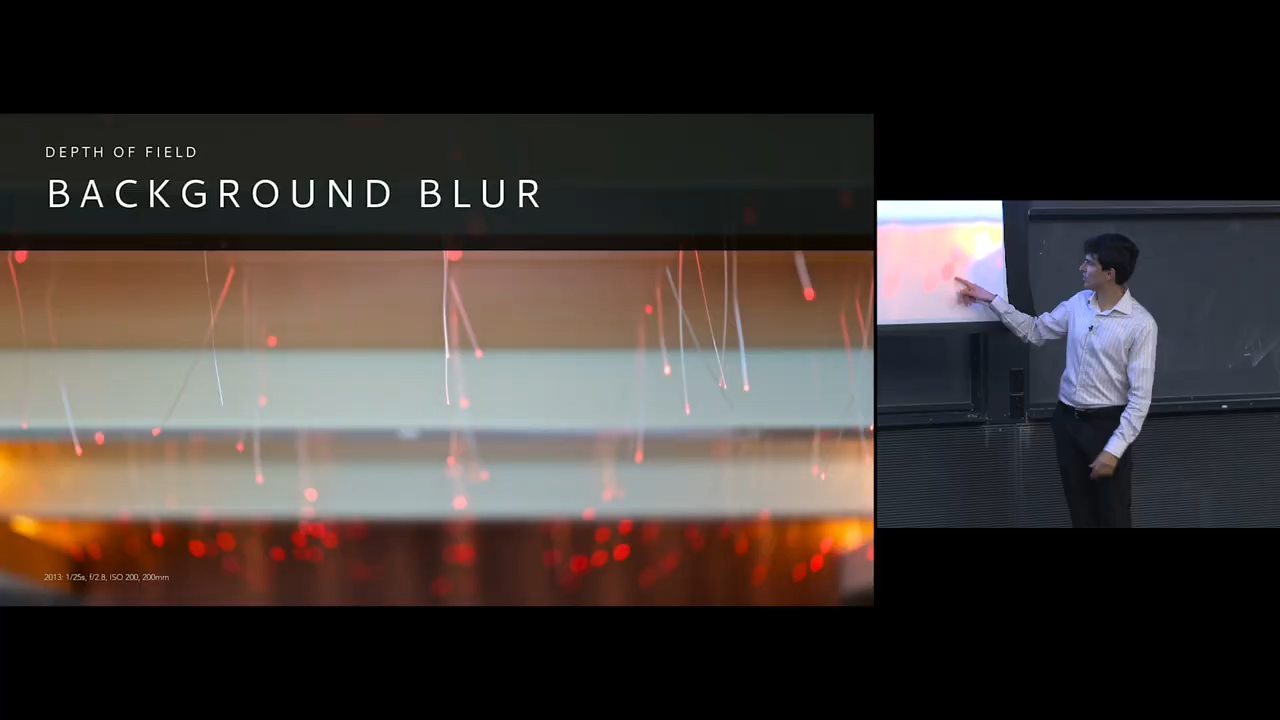 DEPTH OF FIELD
BACKGROUND BLUR
2013: 1/25s, f/2.8, ISO 200, 200mm